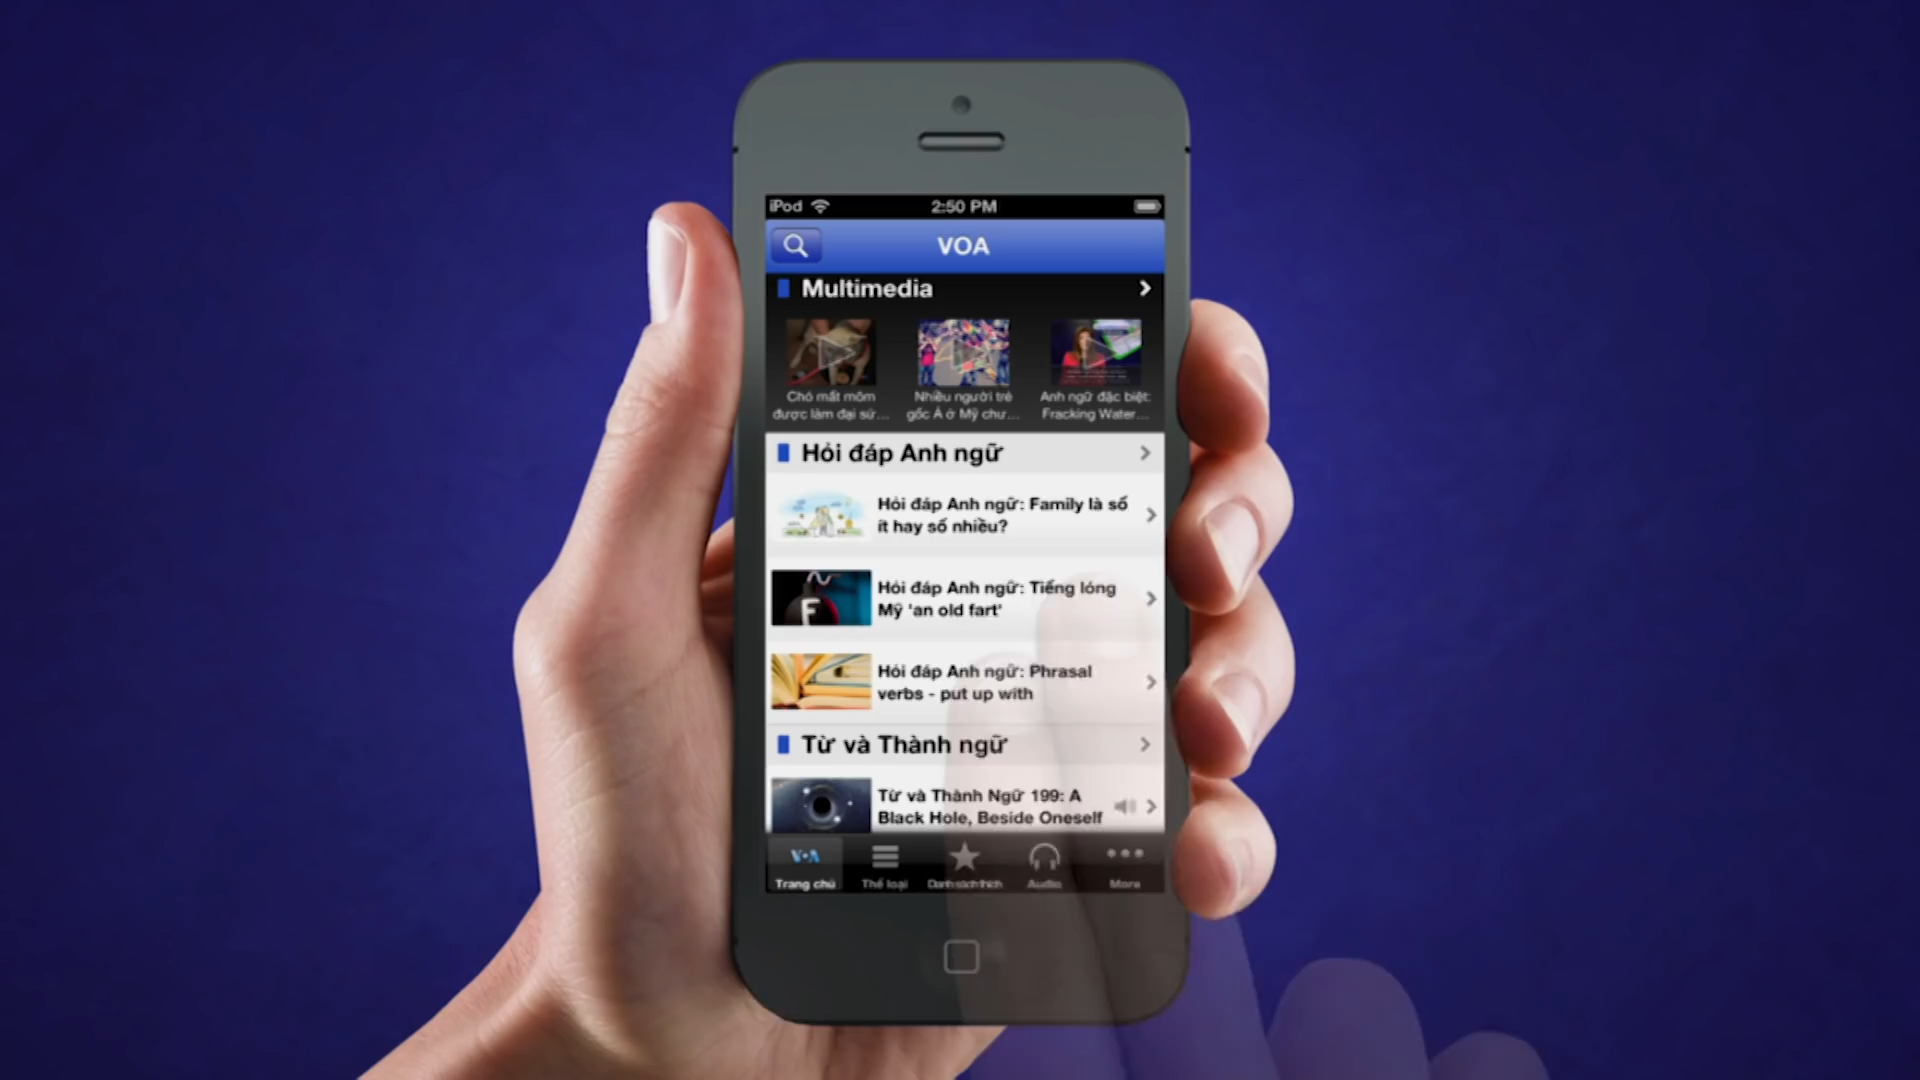 iPod
2:50 PM
VOA
Multimedia
Chó mất mõm
được làm đại sứ...
Nhiều người trẻ
gốc Á ở Mỹ chư...
Anh ngữ đặc biệt:
Fracking Water...
Hỏi đáp Anh ngữ
Hỏi đáp Anh ngữ: Family là số
ít hay số nhiều?
Hỏi đáp Anh ngữ: Tiếng lóng
Mỹ 'an old fart'
F
Hỏi đáp Anh ngữ: Phrasal
verbs - put up with
Từ và Thành ngữ
Từ và Thành Ngữ 199: A
Black Hole, Beside Oneself
VOA
Trang chủ
Thể loại
Danh sách thích
Audio
More